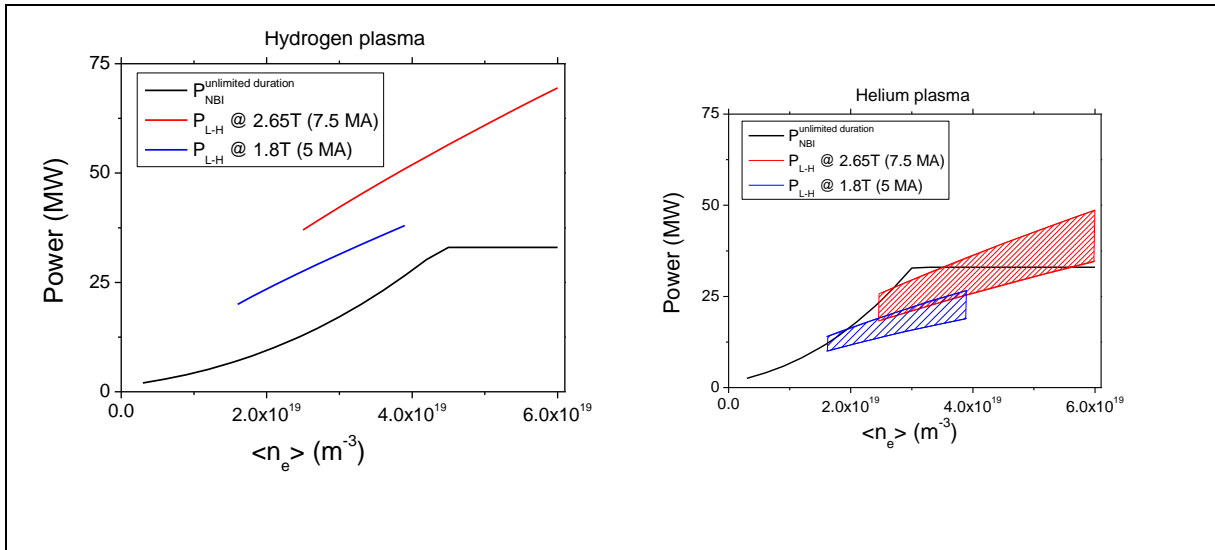 Hydrogen plasma
75
50
25
0
Power (MW)
P_NBI^unlimited duration
P_L-H @ 2.65T (7.5 MA)
P_L-H @ 1.8T (5 MA)
0.0
2.0x10^19
4.0x10^19
6.0x10^19
<n_e> (m^-3)
Helium plasma
75
50
25
0
Power (MW)
P_NBI^unlimited duration
P_L-H @ 2.65T (7.5 MA)
P_L-H @ 1.8T (5 MA)
0.0
2.0x10^19
4.0x10^19
6.0x10^19
<n_e> (m^-3)